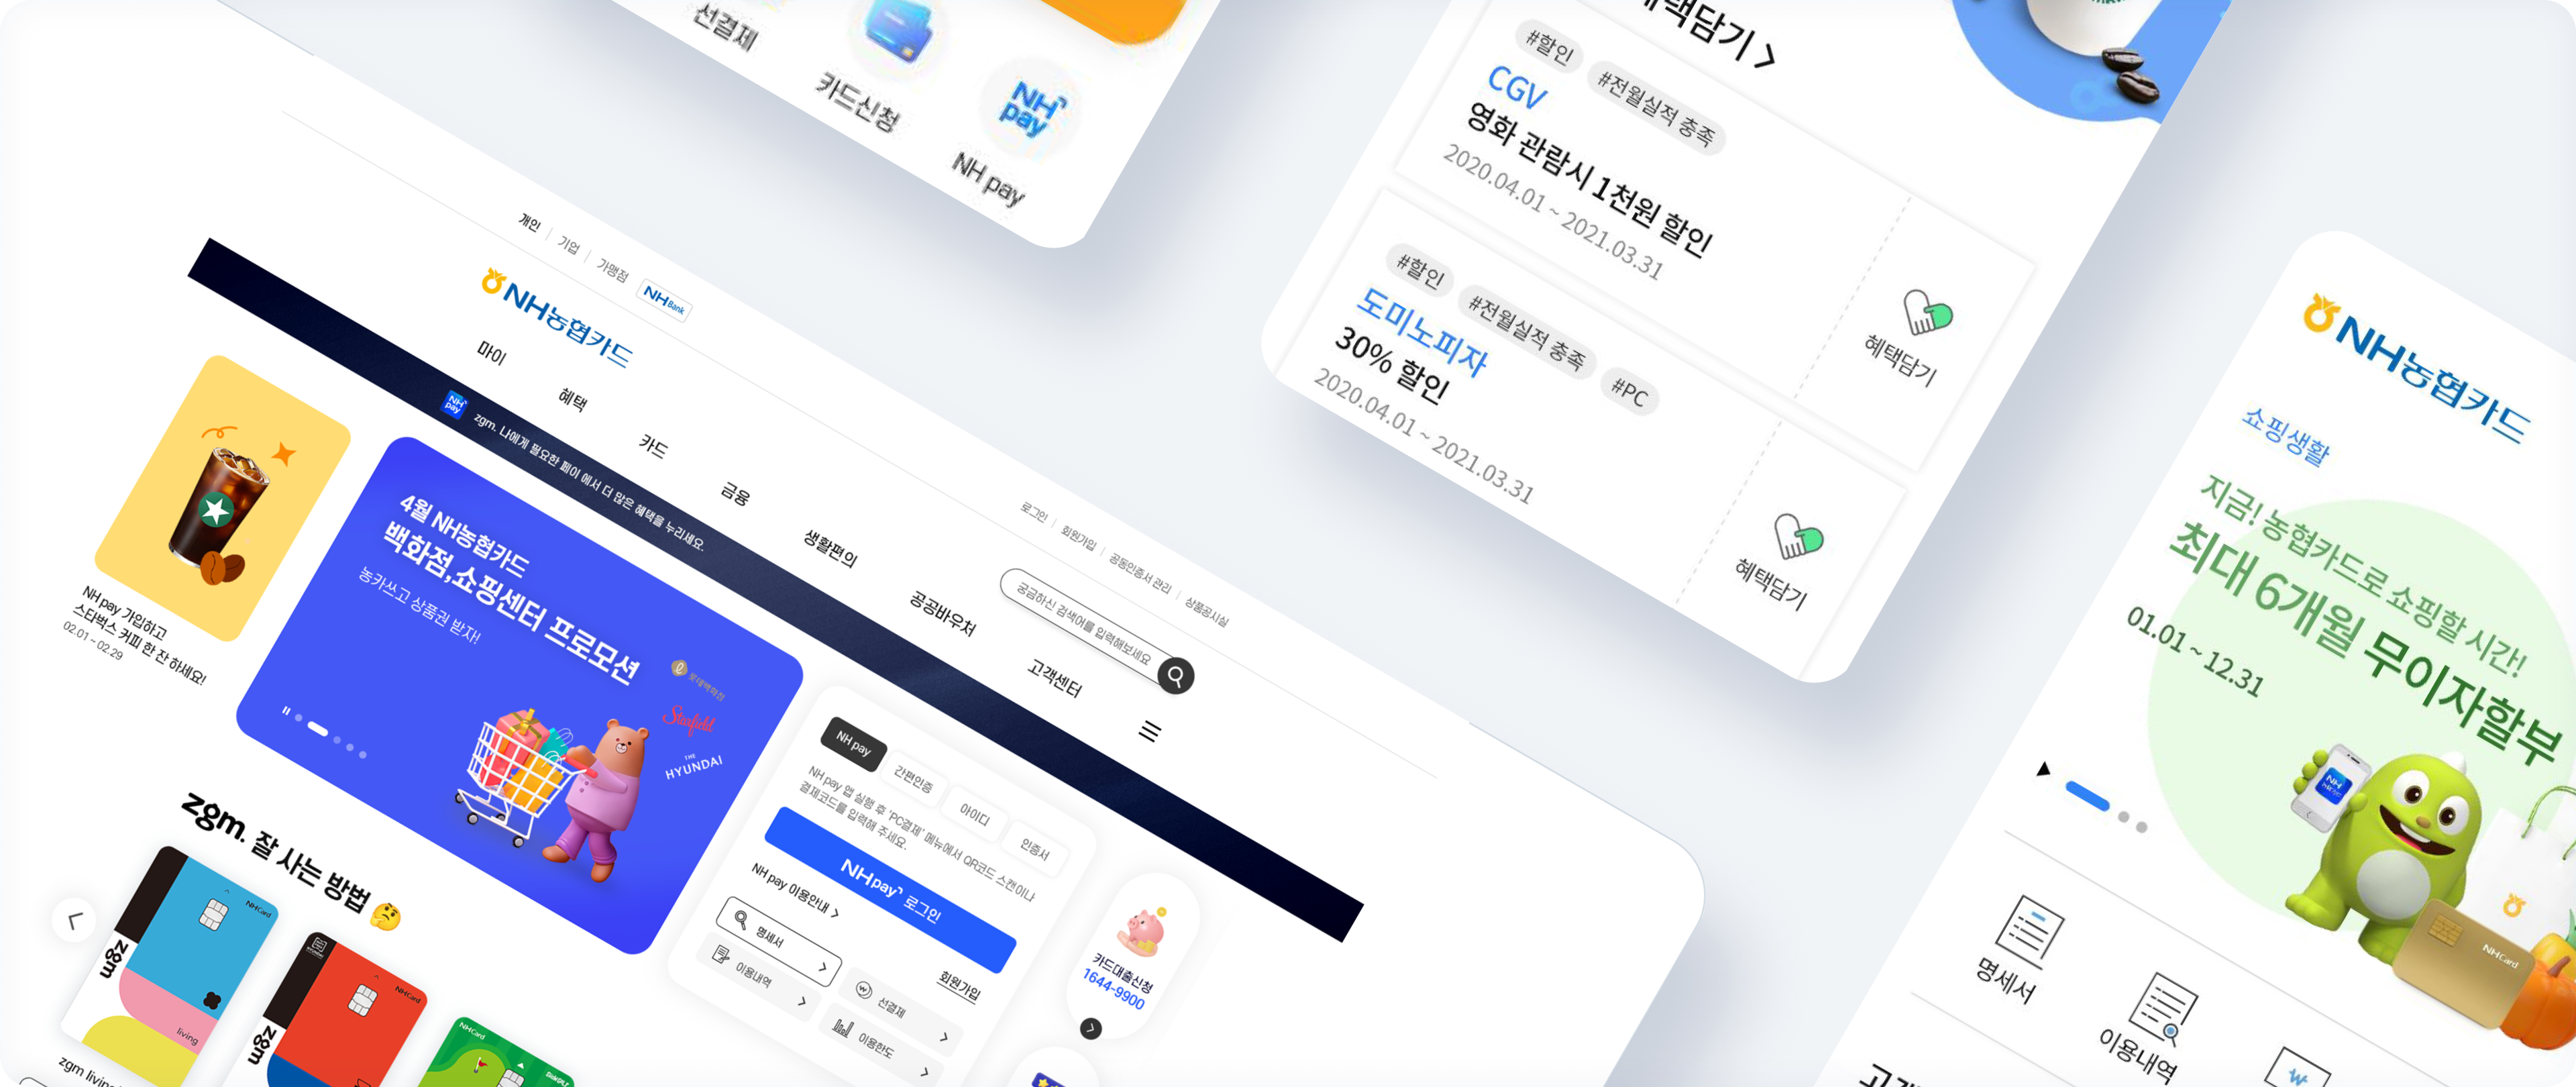 선결제
카드신청
NH pay
NH pay
혜택담기 >
#할인 #전월실적 충족
CGV
영화 관람시 1천원 할인
2020.04.01 ~ 2021.03.31
혜택담기
#할인 #전월실적 충족 #PC
도미노피자
30% 할인
2020.04.01 ~ 2021.03.31
혜택담기
개인 | 기업 | 가맹점 NH Bank
NH농협카드
로그인 | 회원가입 | 공동인증서 관리 | 상품공시실
궁금하신 검색어를 입력해보세요
마이 혜택 카드 금융 생활편의 공공바우처 고객센터
NH pay zgm. 나에게 필요한 페이 에서 더 많은 혜택을 누리세요.
NH pay 가입하고
스타벅스 커피 한 잔 하세요!
02.01 ~ 02.29
4월 NH농협카드
백화점,쇼핑센터 프로모션
농카쓰고 상품권 받자!
롯데백화점
Starfield
THE
HYUNDAI
NH pay 간편인증 아이디 인증서
NH pay 앱 실행 후 'PC결제' 메뉴에서 QR코드 스캔이나
결제코드를 입력해 주세요.
NH pay 로그인
NH pay 이용안내 >
회원가입
명세서
선결제
이용내역
이용한도
카드대출신청
1644-9900
zgm. 잘 사는 방법
NHCard
zgm
living
zgm livin
NHCard
zgm
NHCard
NH농협카드
쇼핑생활
지금! 농협카드로 쇼핑할 시간!
최대 6개월 무이자할부
01.01 ~ 12.31
NH
NHCard
명세서
이용내역